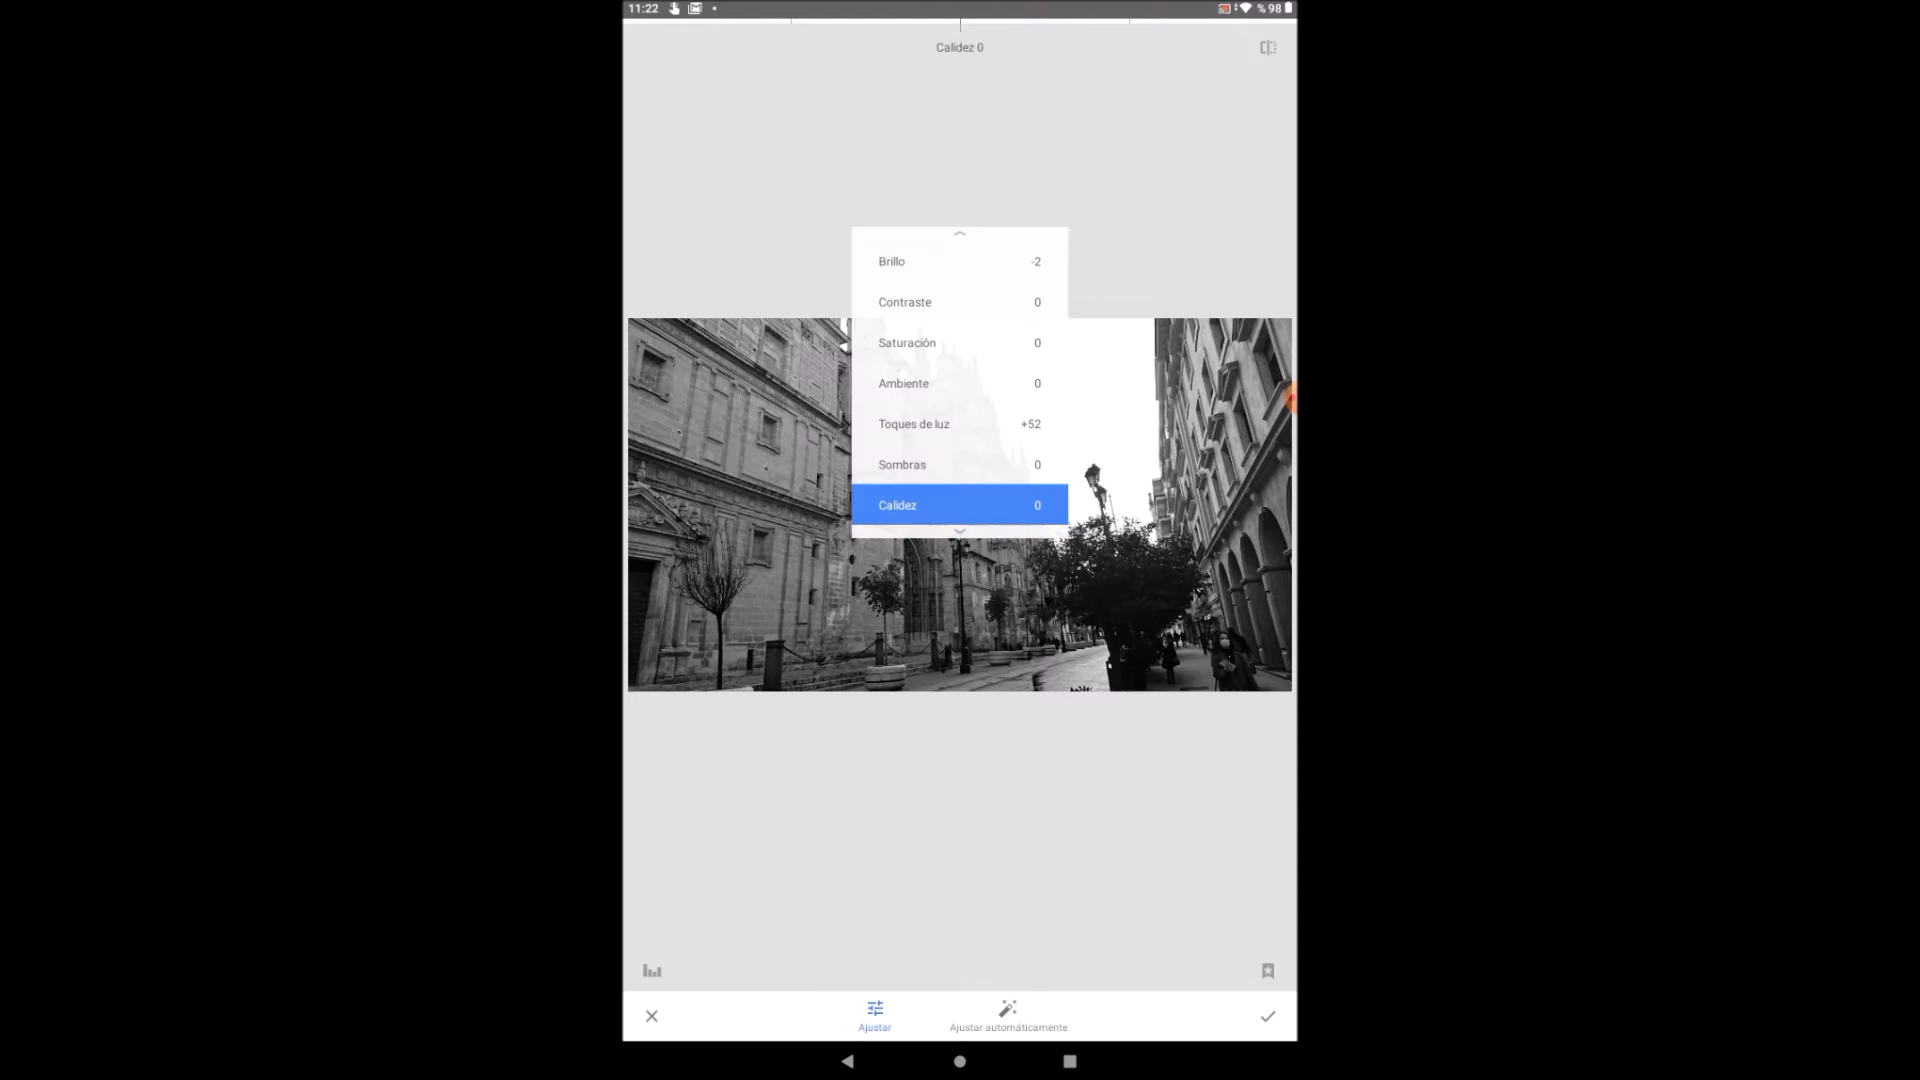 11:22 % 98
Calidez 0
Brillo -2
Contraste 0
Saturación 0
Ambiente 0
Toques de luz +52
Sombras 0
Calidez 0
Ajustar
Ajustar automáticamente